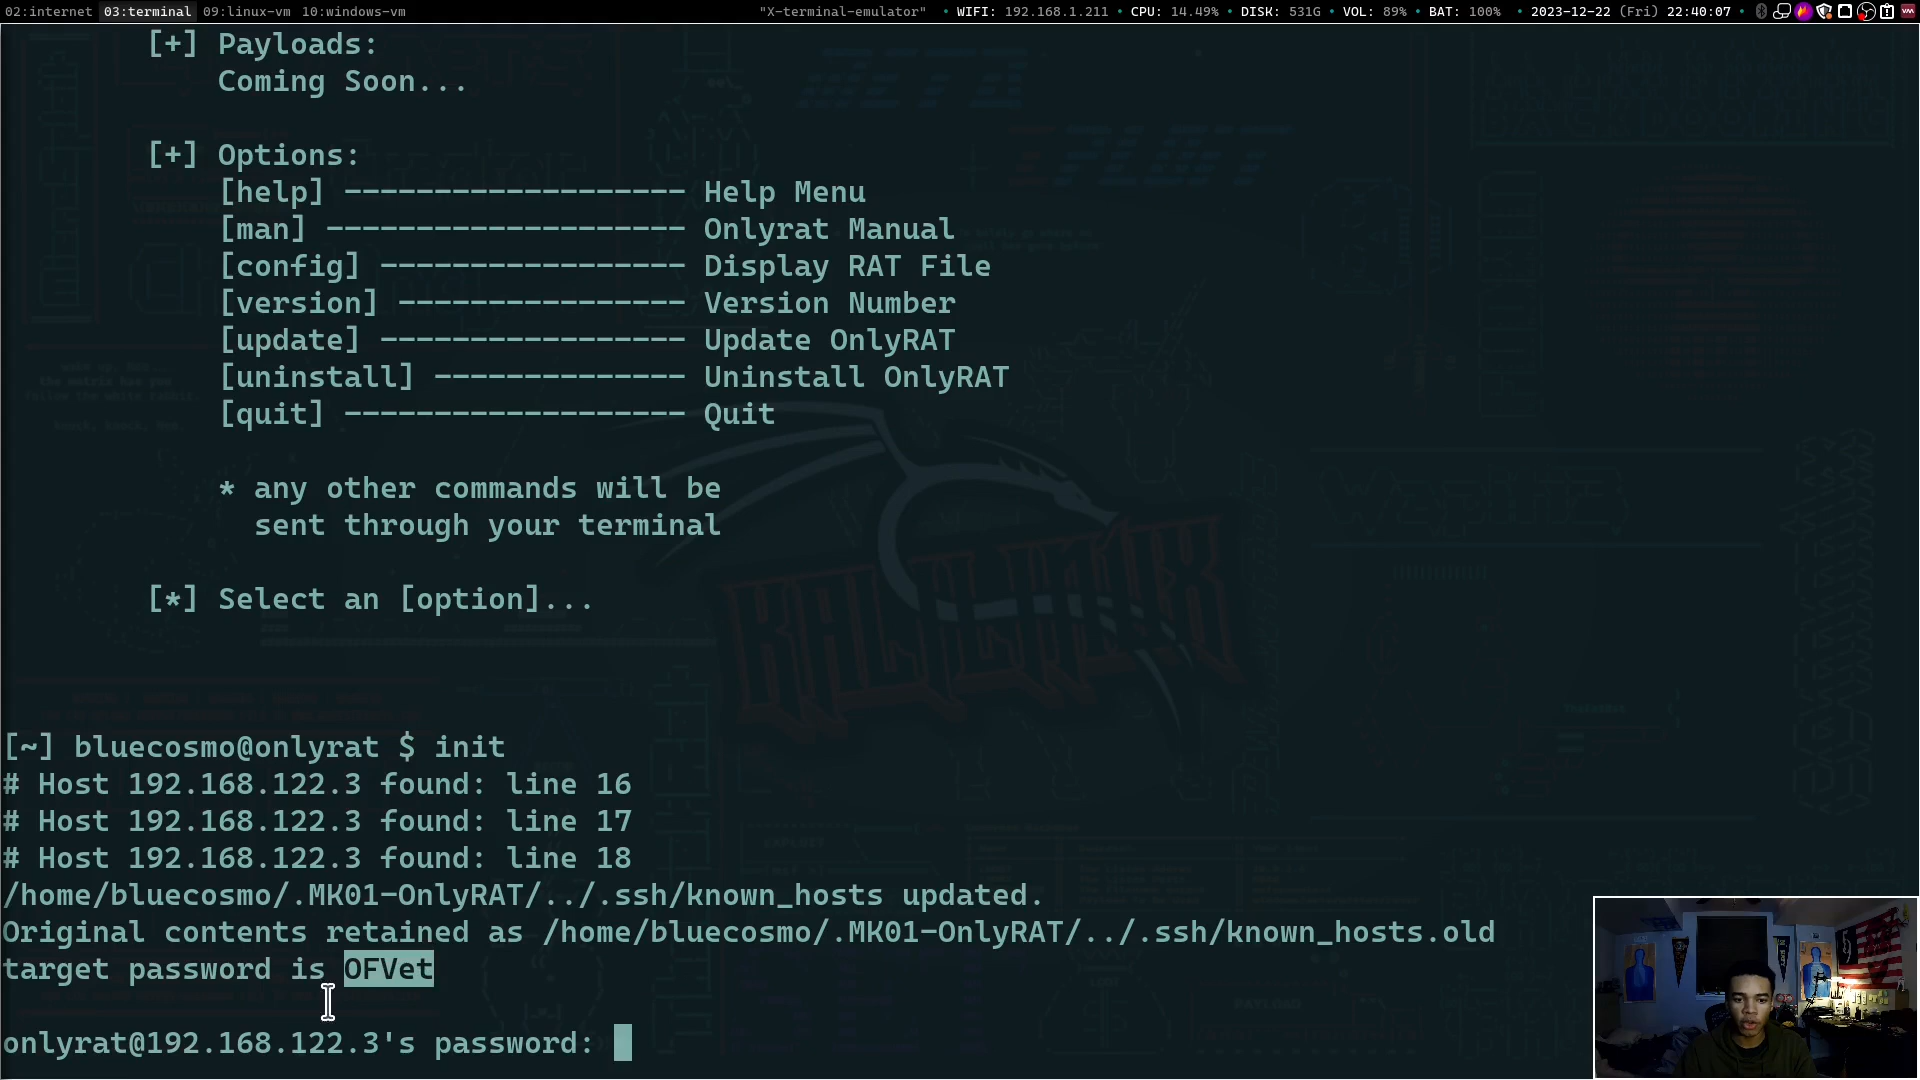 02:internet 03:terminal 09:linux-vm 10:windows-vm "X-terminal-emulator" • WIFI: 192.168.1.211 • CPU: 14.49% • DISK: 531G • VOL: 89% • BAT: 100% • 2023-12-22 (Fri) 22:40:07 •
[+] Payloads:
Coming Soon...
[+] Options:
[help] ------------------- Help Menu
[man] -------------------- Onlyrat Manual
[config] ----------------- Display RAT File
[version] ---------------- Version Number
[update] ----------------- Update OnlyRAT
[uninstall] -------------- Uninstall OnlyRAT
[quit] ------------------- Quit
* any other commands will be
sent through your terminal
[*] Select an [option]...
KALI LINUX
[~] bluecosmo@onlyrat $ init
# Host 192.168.122.3 found: line 16
# Host 192.168.122.3 found: line 17
# Host 192.168.122.3 found: line 18
/home/bluecosmo/.MK01-OnlyRAT/../.ssh/known_hosts updated.
Original contents retained as /home/bluecosmo/.MK01-OnlyRAT/../.ssh/known_hosts.old
target password is OFVet
onlyrat@192.168.122.3's password: